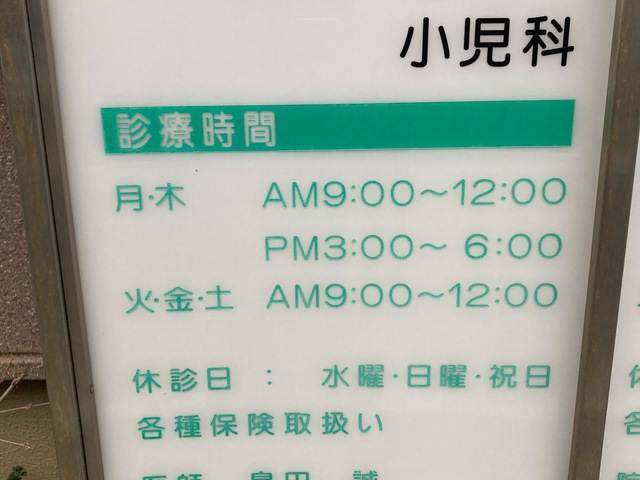 小児科
診療時間
月・木 AM9:00～12:00
PM3:00～ 6:00
火・金・土 AM9:00～12:00
休診日 : 水曜・日曜・祝日
各種保険取扱い